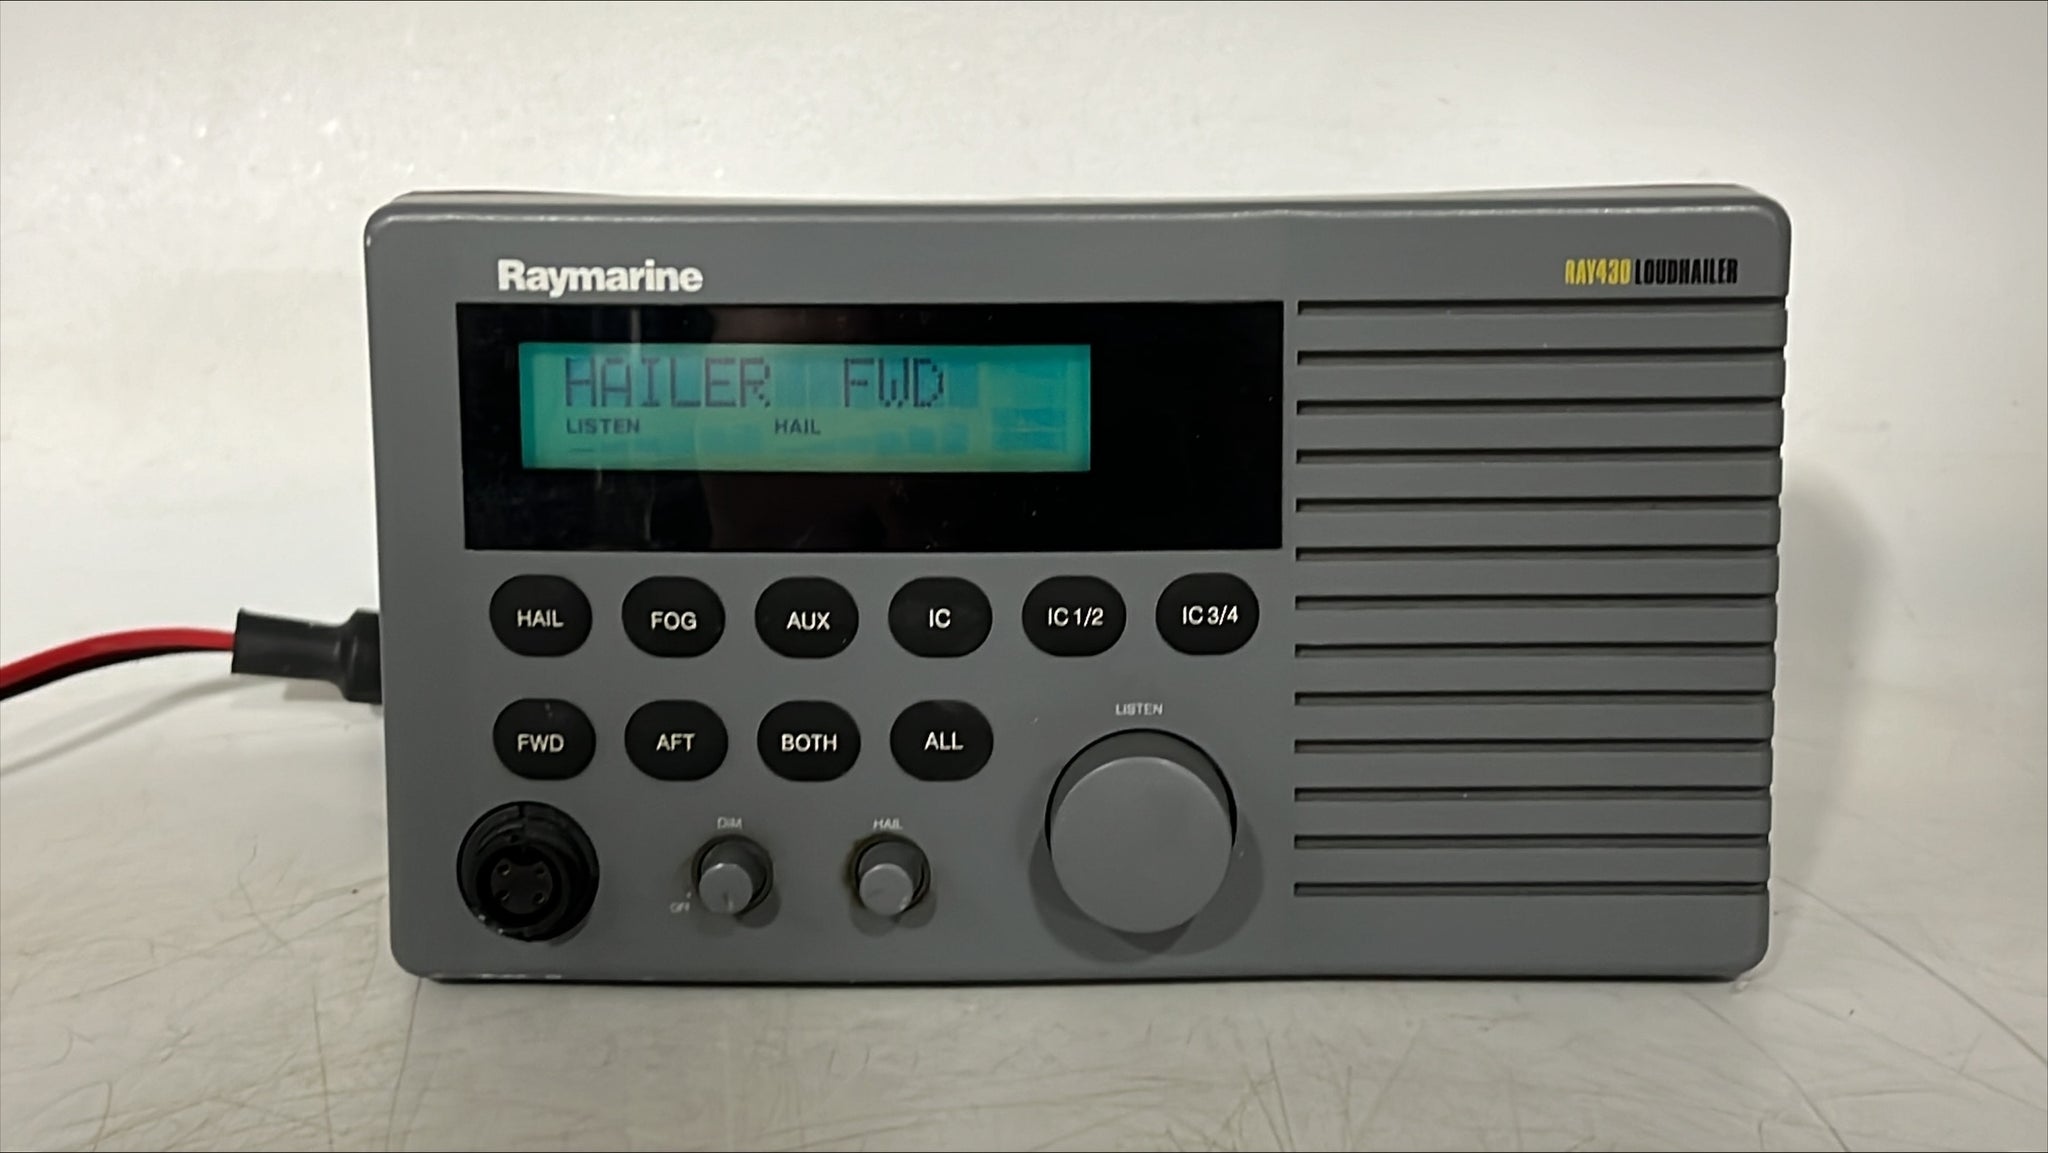 Raymarine
RAY430 LOUDHAILER
HAILER FWD
LISTEN HAIL
HAIL FOG AUX IC IC 1/2 IC 3/4
LISTEN
FWD AFT BOTH ALL
DIM HAIL
OFF